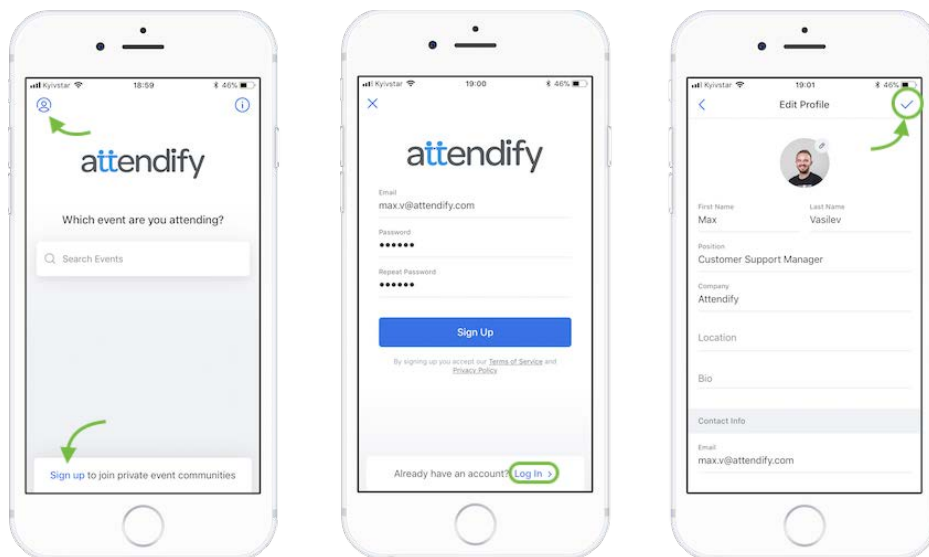 Kyivstar 18:59 46%
attendify
Which event are you attending?
Search Events
Sign up to join private event communities
Kyivstar 19:00 46%
attendify
Email
max.v@attendify.com
Password
••••••
Repeat Password
••••••
Sign Up
By signing up you accept our Terms of Service and
Privacy Policy
Already have an account? Log In >
Kyivstar 19:01 46%
Edit Profile
First Name Last Name
Max Vasilev
Position
Customer Support Manager
Company
Attendify
Location
Bio
Contact Info
Email
max.v@attendify.com